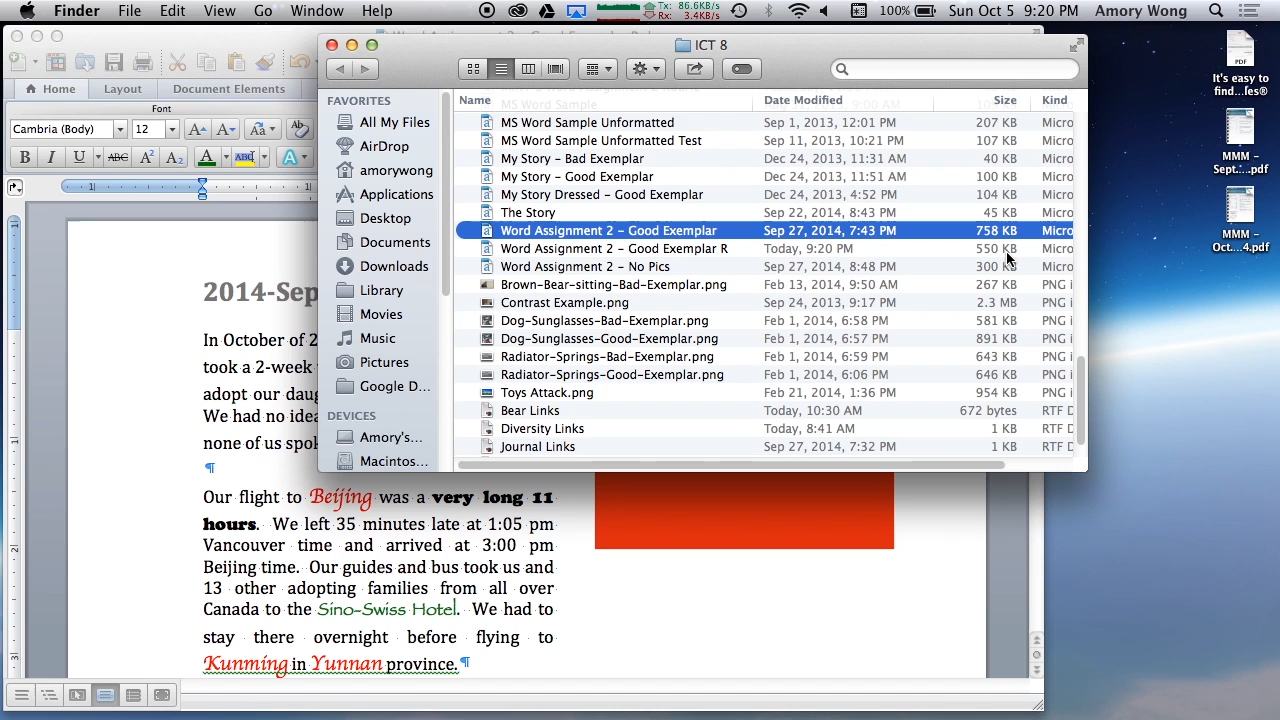 Finder File Edit View Go Window Help Tx: 86.6KB/s Rx: 3.4KB/s 100% Sun Oct 5 9:20 PM Amory Wong
ICT 8
Home Layout Document Elements
Font
Cambria (Body) 12
B I U ABC A2 A2 A ABC A
FAVORITES
All My Files
AirDrop
amorywong
Applications
Desktop
Documents
Downloads
Library
Movies
Music
Pictures
Google D...
DEVICES
Amory's...
Macintos...
Name Date Modified Size Kind
MS Word Sample
MS Word Sample Unformatted Sep 1, 2013, 12:01 PM 207 KB Micro
MS Word Sample Unformatted Test Sep 11, 2013, 10:21 PM 107 KB Micro
My Story – Bad Exemplar Dec 24, 2013, 11:31 AM 40 KB Micro
My Story – Good Exemplar Dec 24, 2013, 11:51 AM 100 KB Micro
My Story Dressed – Good Exemplar Dec 24, 2013, 4:52 PM 104 KB Micro
The Story Sep 22, 2014, 8:43 PM 45 KB Micro
Word Assignment 2 – Good Exemplar Sep 27, 2014, 7:43 PM 758 KB Micro
Word Assignment 2 – Good Exemplar R Today, 9:20 PM 550 KB Micro
Word Assignment 2 – No Pics Sep 27, 2014, 8:48 PM 300 KB Micro
Brown-Bear-sitting-Bad-Exemplar.png Feb 13, 2014, 9:50 AM 267 KB PNG i
Contrast Example.png Sep 24, 2013, 9:17 PM 2.3 MB PNG i
Dog-Sunglasses-Bad-Exemplar.png Feb 1, 2014, 6:58 PM 581 KB PNG i
Dog-Sunglasses-Good-Exemplar.png Feb 1, 2014, 6:57 PM 891 KB PNG i
Radiator-Springs-Bad-Exemplar.png Feb 1, 2014, 6:59 PM 643 KB PNG i
Radiator-Springs-Good-Exemplar.png Feb 1, 2014, 6:06 PM 646 KB PNG i
Toys Attack.png Feb 21, 2014, 1:36 PM 954 KB PNG i
Bear Links Today, 10:30 AM 672 bytes RTF D
Diversity Links Today, 8:41 AM 1 KB RTF D
Journal Links Sep 27, 2014, 7:32 PM 1 KB RTF D
PDF
It's easy to
find...fes®
MMM –
Sept....pdf
MMM –
Oct...4.pdf
2014-Sep
In October of 2
took a 2-week
adopt our daug
We had no idea
none of us spok
¶
Our flight to Beijing was a very long 11
hours. We left 35 minutes late at 1:05 pm
Vancouver time and arrived at 3:00 pm
Beijing time. Our guides and bus took us and
13 other adopting families from all over
Canada to the Sino-Swiss Hotel. We had to
stay there overnight before flying to
Kunming in Yunnan province.¶